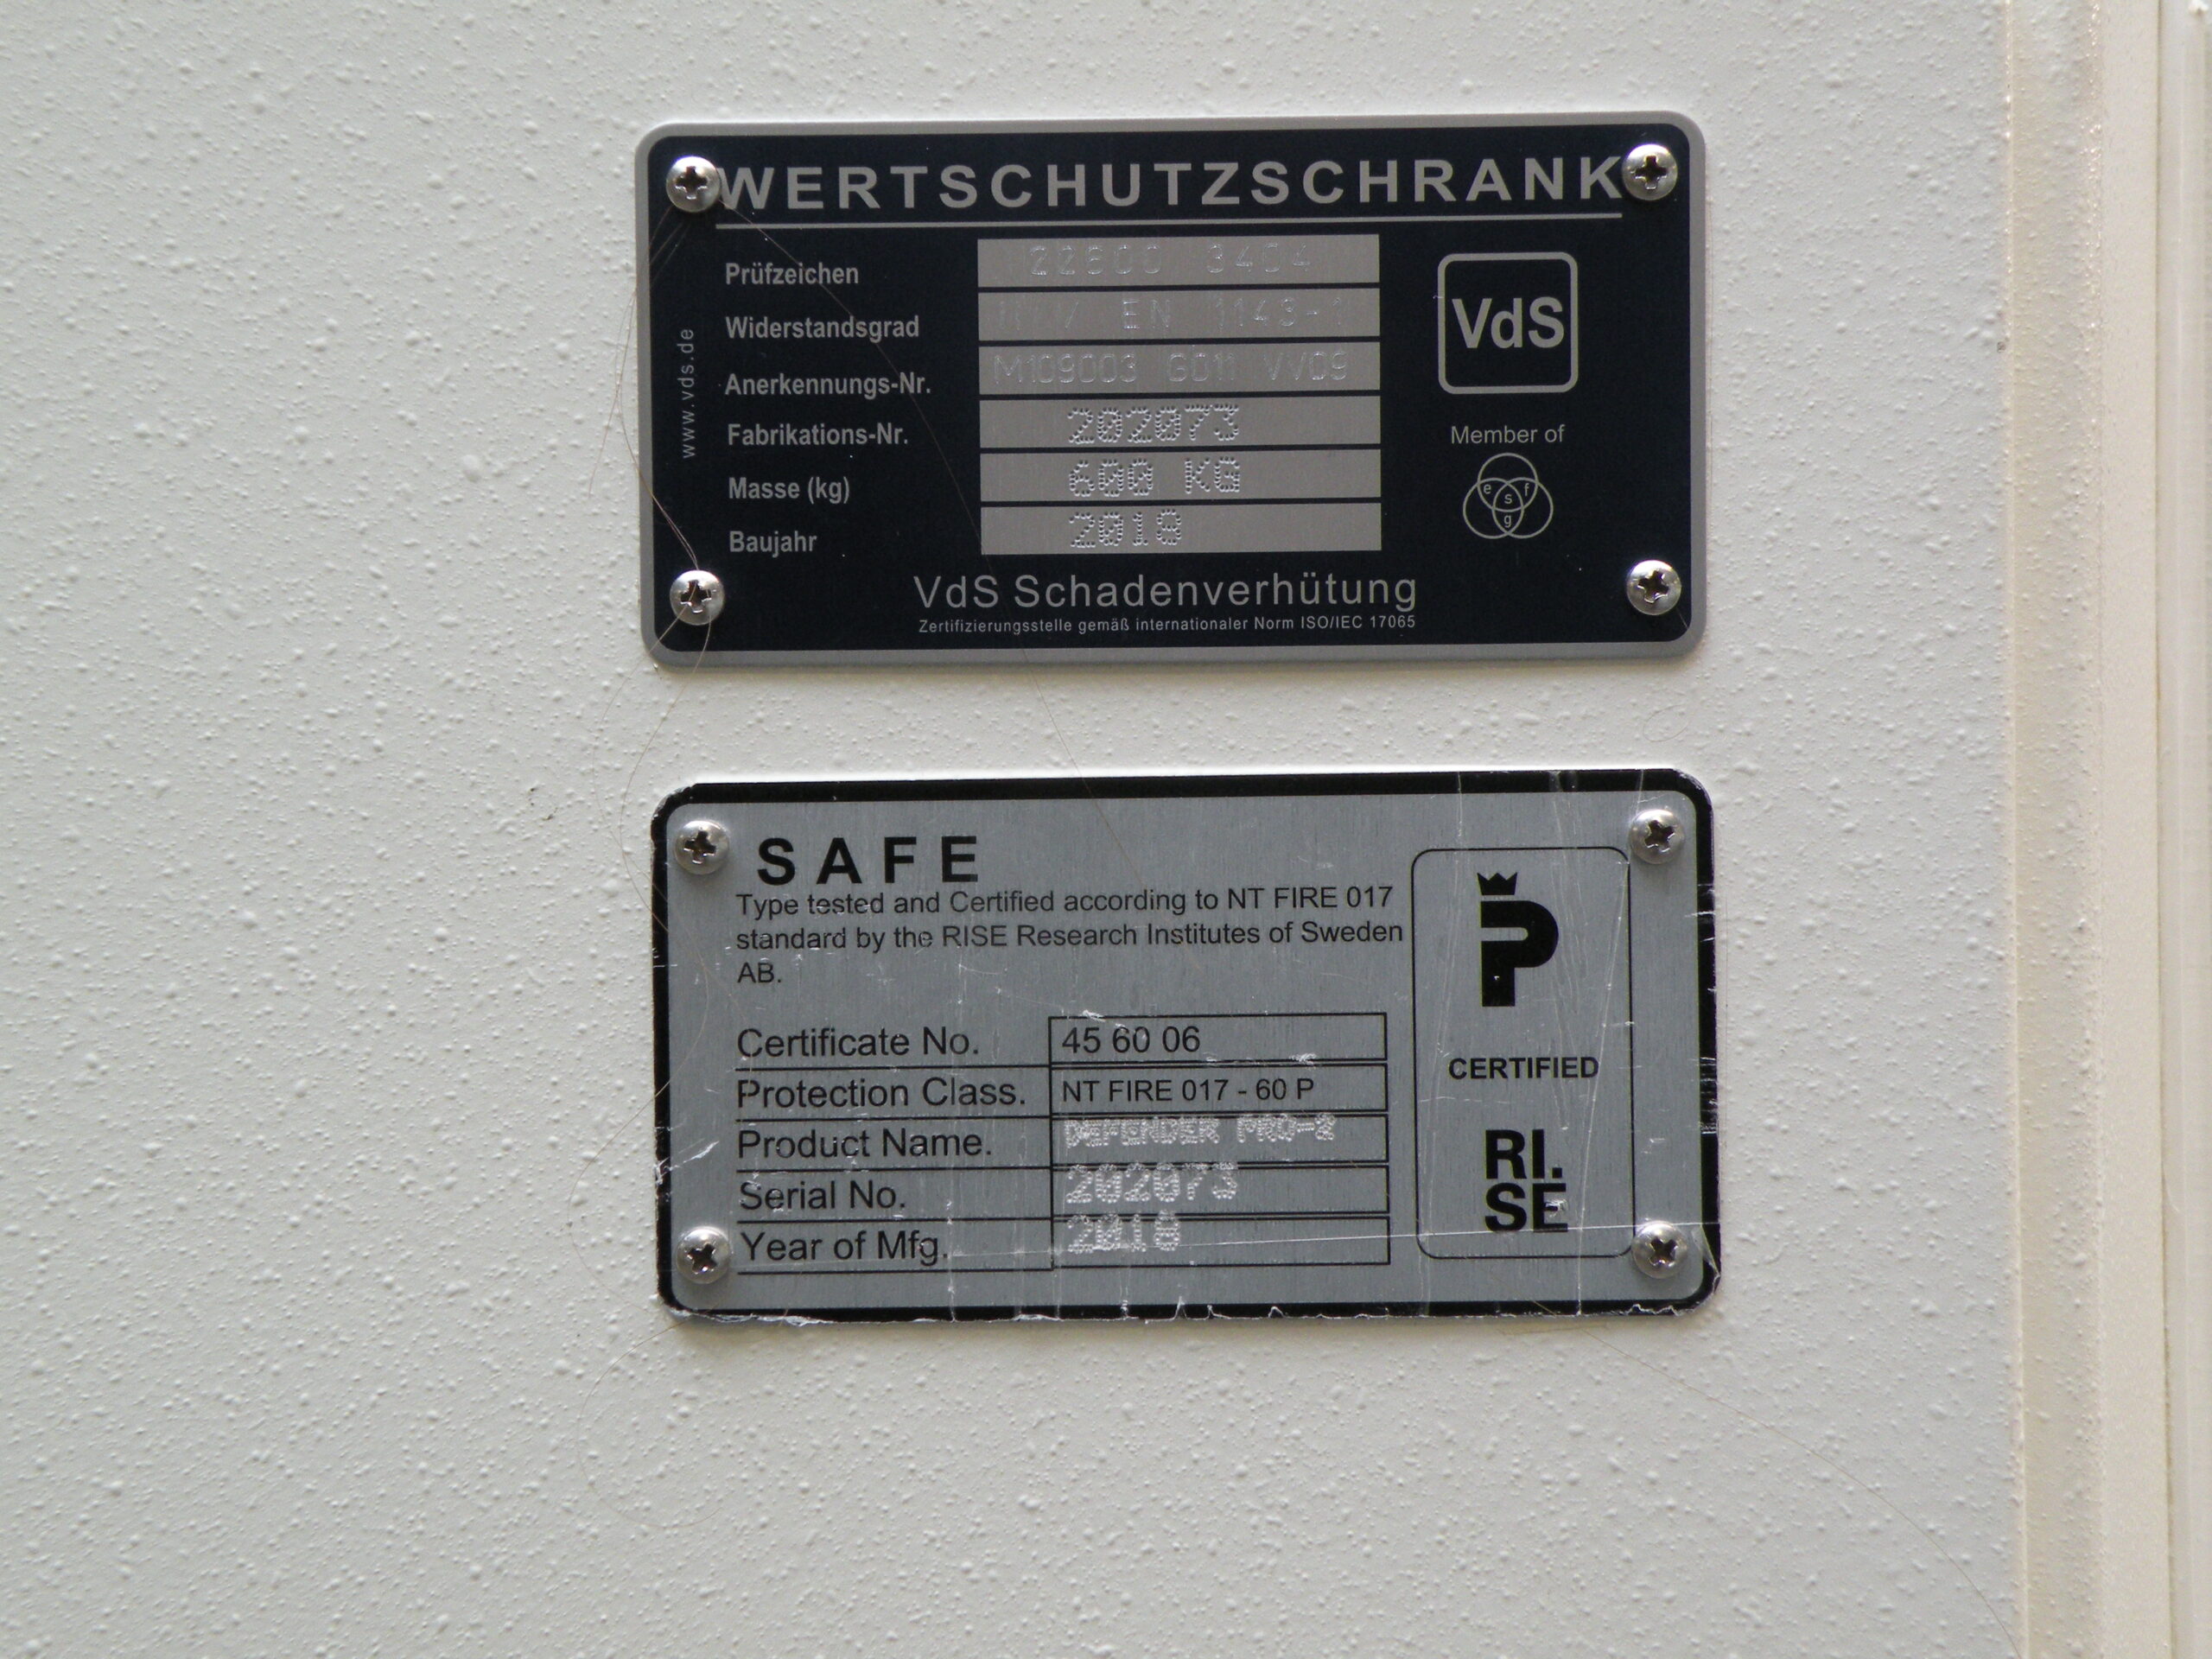 WERTSCHUTZSCHRANK
www.vds.de
Prüfzeichen
Widerstandsgrad EN 1143-1
Anerkennungs-Nr. M109003 G011
Fabrikations-Nr. 202073
Masse (kg) 600 KG
Baujahr 2018
VdS
Member of
e s f g
VdS Schadenverhütung
Zertifizierungsstelle gemäß internationaler Norm ISO/IEC 17065
SAFE
Type tested and Certified according to NT FIRE 017
standard by the RISE Research Institutes of Sweden
AB.
Certificate No. 45 60 06
Protection Class. NT FIRE 017 - 60 P
Product Name. DEFENDER PRO-2
Serial No. 202073
Year of Mfg. 2018
P
CERTIFIED
RI.
SE